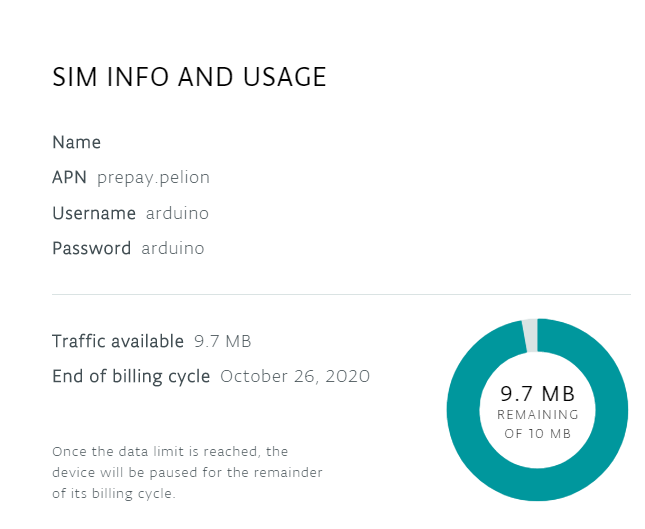 SIM INFO AND USAGE
Name
APN prepay.pelion
Username arduino
Password arduino
Traffic available 9.7 MB
End of billing cycle October 26, 2020
Once the data limit is reached, the
device will be paused for the remainder
of its billing cycle.
9.7 MB
REMAINING
OF 10 MB